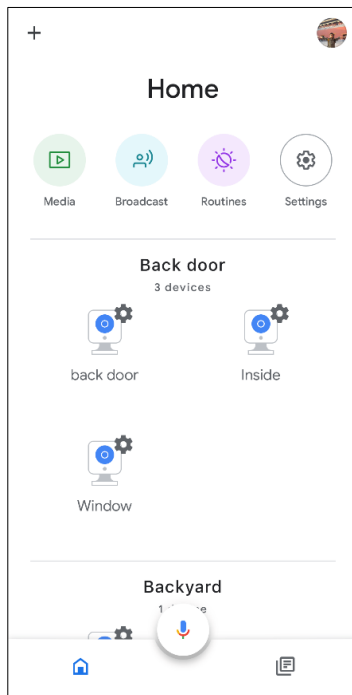 Home
Media Broadcast Routines Settings
Back door
3 devices
back door Inside
Window
Backyard